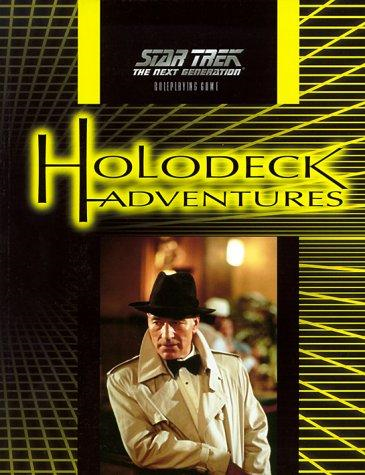 STAR TREK
THE NEXT GENERATION
ROLEPLAYING GAME
HOLODECK
ADVENTURES